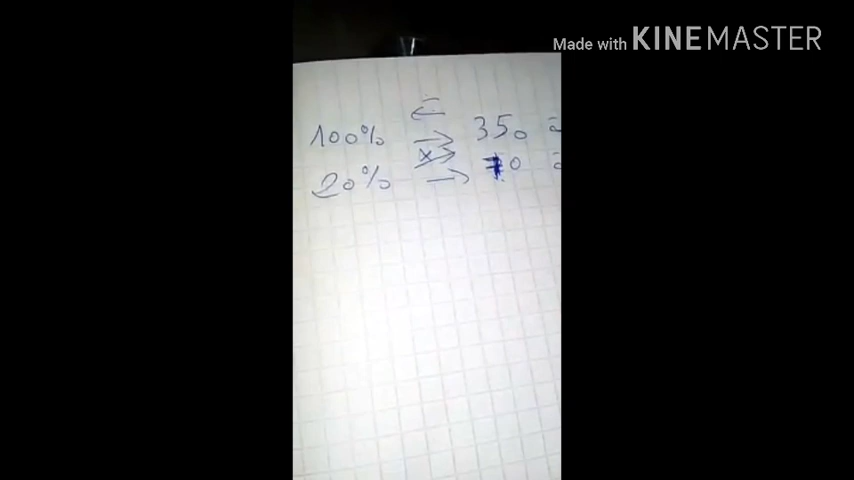 Made with KINEMASTER
←÷
100% → 350
x↗
20% → 70